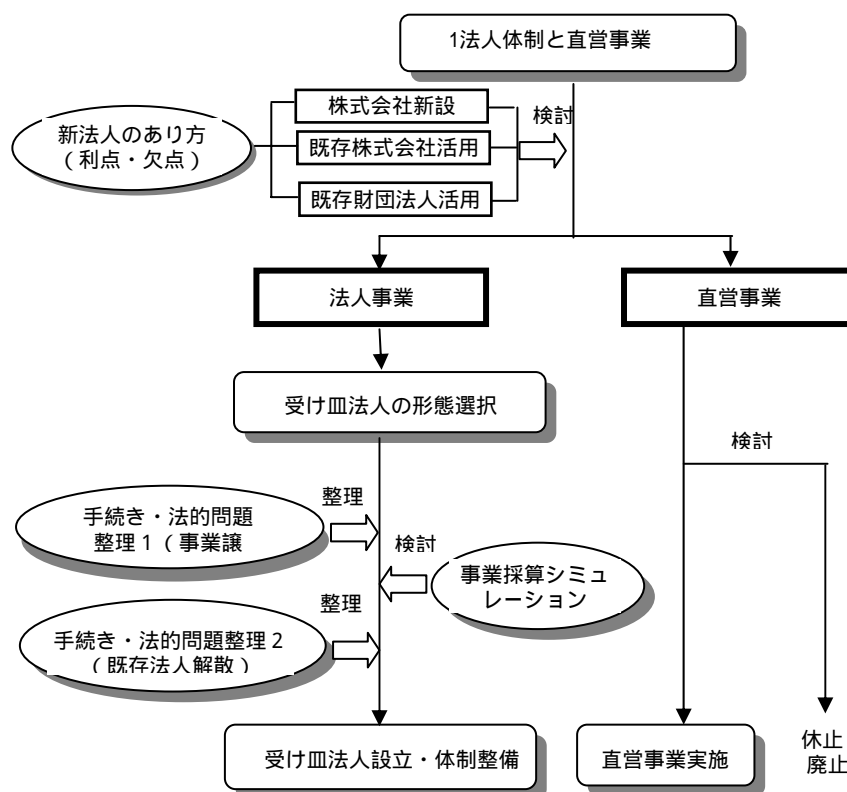 1法人体制と直営事業
株式会社新設
検討
新法人のあり方
（利点・欠点）
既存株式会社活用
既存財団法人活用
法人事業
直営事業
受け皿法人の形態選択
検討
整理
手続き・法的問題
整理１（事業譲
検討
事業採算シミュ
レーション
整理
手続き・法的問題整理２
（既存法人解散）
受け皿法人設立・体制整備
直営事業実施
休止
廃止